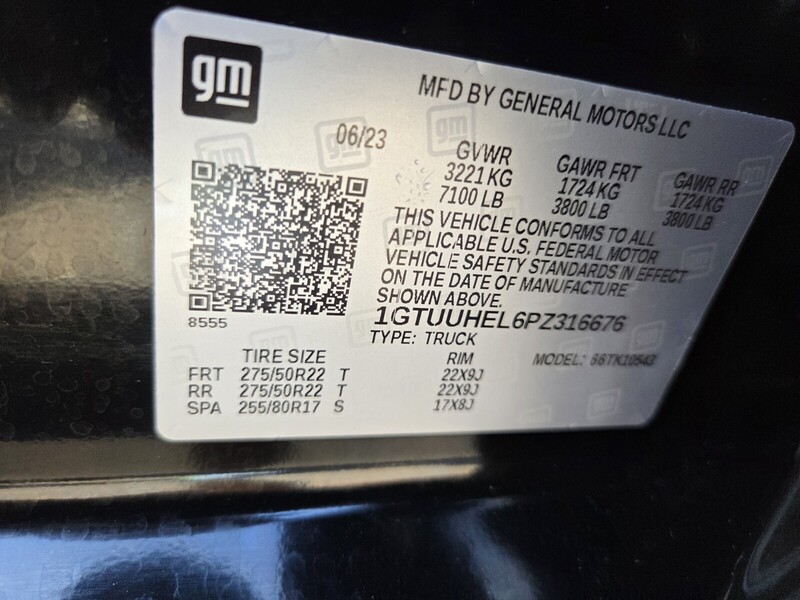 gm
MFD BY GENERAL MOTORS LLC
06/23
GVWR GAWR FRT GAWR RR
3221 KG 1724 KG 1724 KG
7100 LB 3800 LB 3800 LB
THIS VEHICLE CONFORMS TO ALL
APPLICABLE U.S. FEDERAL MOTOR
VEHICLE SAFETY STANDARDS IN EFFECT
ON THE DATE OF MANUFACTURE
SHOWN ABOVE.
8555
1GTUUHEL6PZ316676
TYPE: TRUCK
TIRE SIZE RIM MODEL:
FRT 275/50R22 T 22X9J
RR 275/50R22 T 22X9J
SPA 255/80R17 S 17X8J